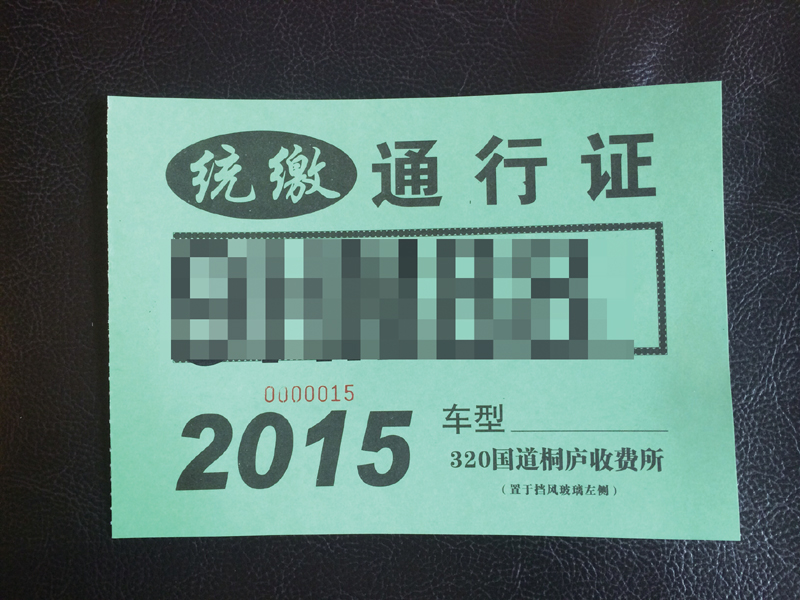 统缴 通行证
0000015
2015
车型
320国道桐庐收费所
(置于挡风玻璃左侧)